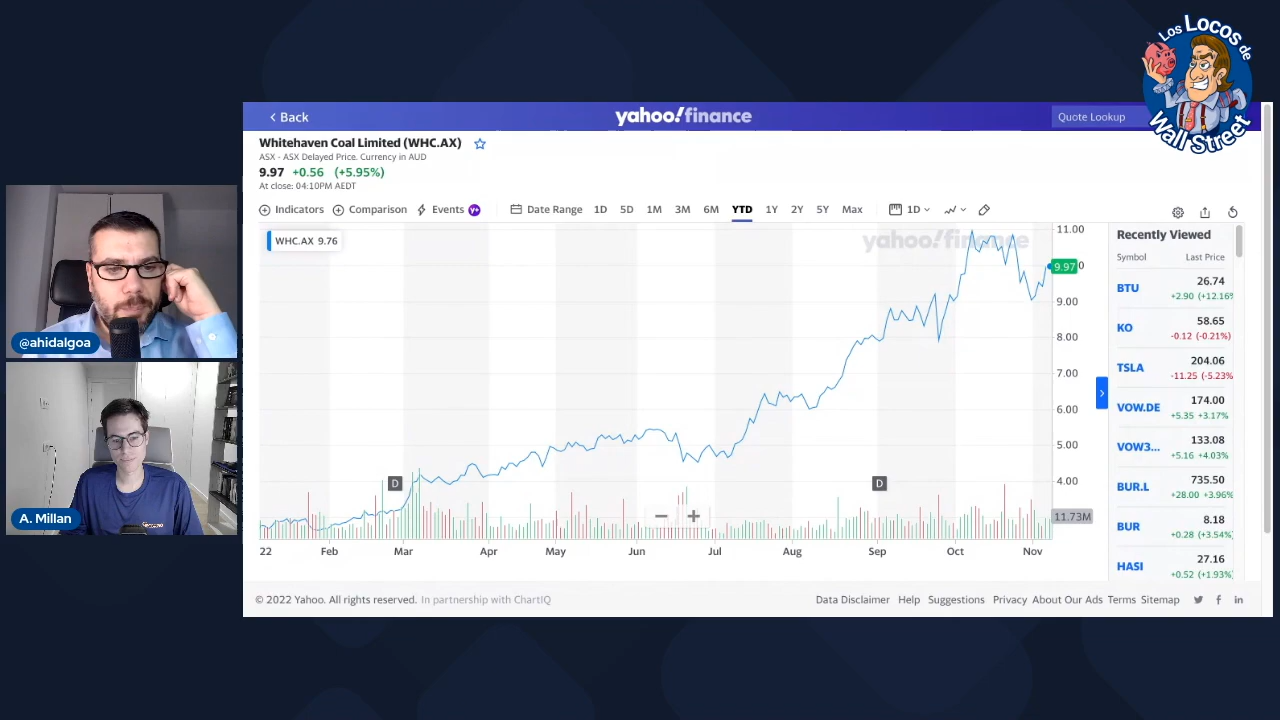 Los Locos de
Wall Street
Back
yahoo!finance
Quote Lookup
Whitehaven Coal Limited (WHC.AX)
ASX - ASX Delayed Price. Currency in AUD
9.97 +0.56 (+5.95%)
At close: 04:10PM AEDT
Indicators Comparison Events Y+ Date Range 1D 5D 1M 3M 6M YTD 1Y 2Y 5Y Max 1D
WHC.AX 9.76
yahoo!finance
11.00
9.97
0
9.00
8.00
7.00
6.00
5.00
4.00
11.73M
D
D
22 Feb Mar Apr May Jun Jul Aug Sep Oct Nov
Recently Viewed
Symbol Last Price
BTU 26.74
+2.90 (+12.16%
KO 58.65
-0.12 (-0.21%)
TSLA 204.06
-11.25 (-5.23%
VOW.DE 174.00
+5.35 +3.17%
VOW3... 133.08
+5.16 +4.03%
BUR.L 735.50
+28.00 +3.96%
BUR 8.18
+0.28 (+3.54%
HASI 27.16
+0.52 (+1.93%
@ahidalgoa
A. Millan
© 2022 Yahoo. All rights reserved. In partnership with ChartIQ
Data Disclaimer Help Suggestions Privacy About Our Ads Terms Sitemap